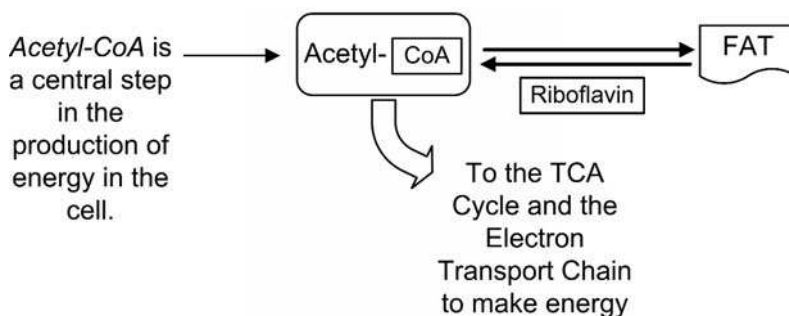 Acetyl-CoA is
a central step
in the
production of
energy in the
cell.
Acetyl- CoA
FAT
Riboflavin
To the TCA
Cycle and the
Electron
Transport Chain
to make energy